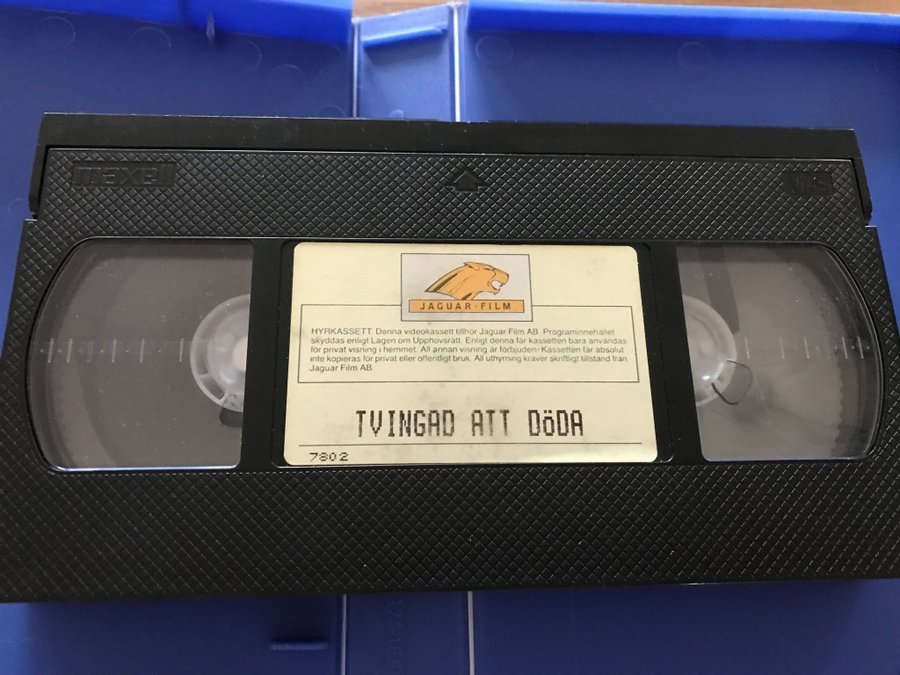 maxell
VHS
JAGUAR·FILM
HYRKASSETT. Denna videokassett tillhör Jaguar Film AB. Programinnehållet
skyddas enligt Lagen om Upphovsrätt. Enligt denna får kassetten bara användas
för privat visning i hemmet. All annan visning är förbjuden. Kassetten får absolut
inte kopieras för privat eller offentligt bruk. All uthyrning kräver skriftligt tillstånd från
Jaguar Film AB.
TVINGAD ATT DöDA
7802